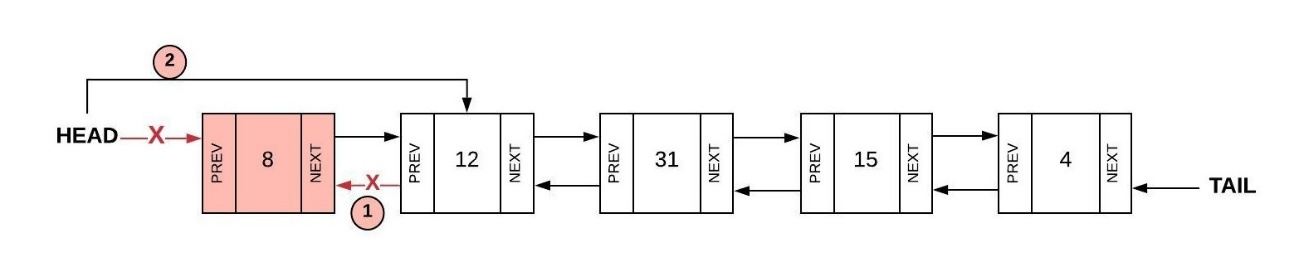 2
HEAD X PREV 8 NEXT PREV 12 NEXT PREV 31 NEXT PREV 15 NEXT PREV 4 NEXT TAIL
X
1